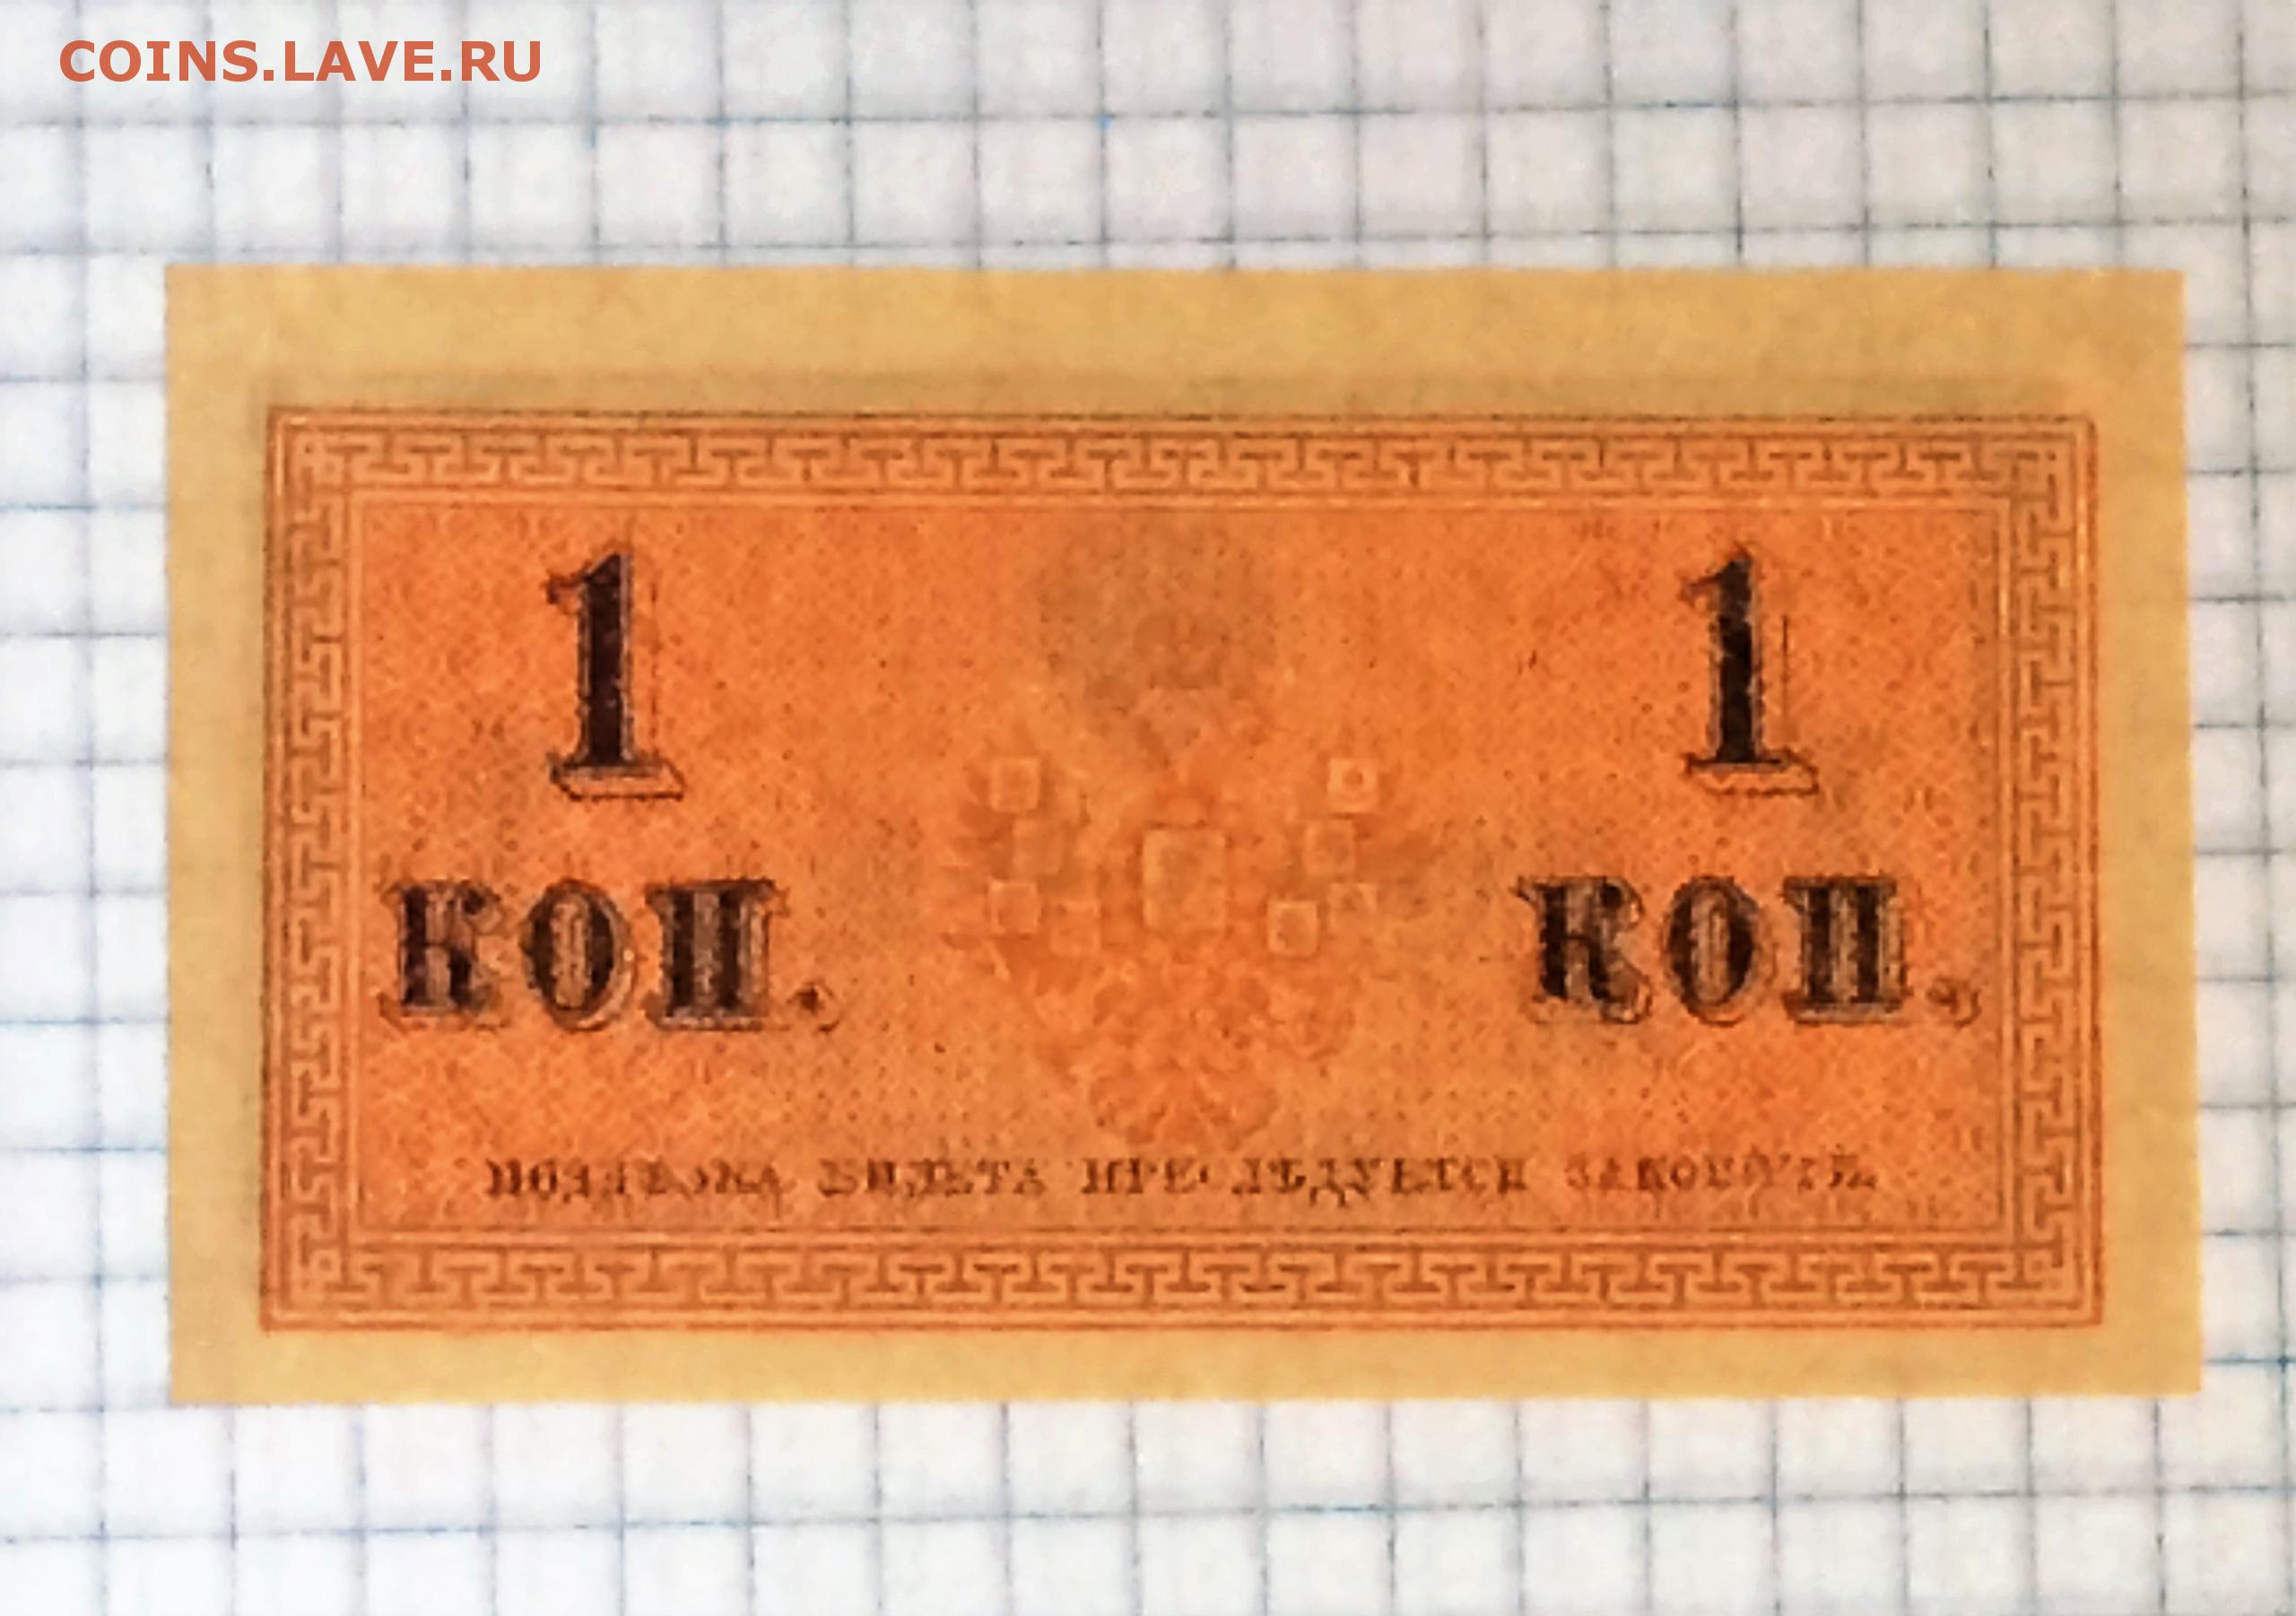 COINS.LAVE.RU
1 1
КОП. КОП.
ПОДДѢЛКА БИЛЕТА ПРЕСЛѢДУЕТСЯ ЗАКОНОМЪ.